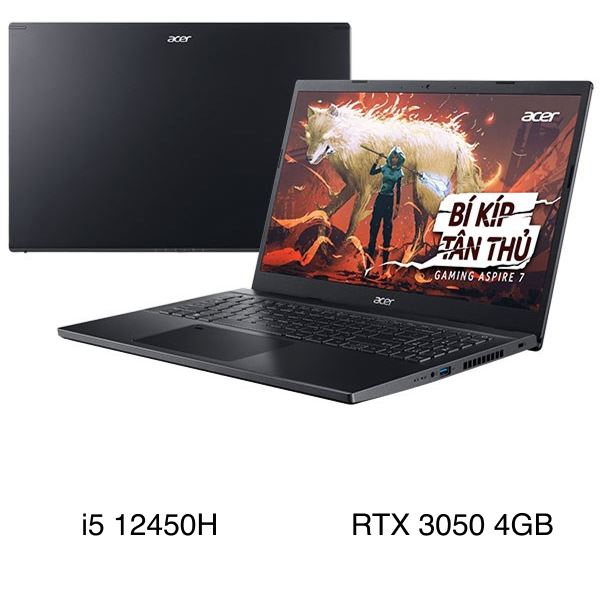 acer
acer
BÍ KÍP
TÂN THỦ
GAMING ASPIRE 7
acer
i5 12450H
RTX 3050 4GB